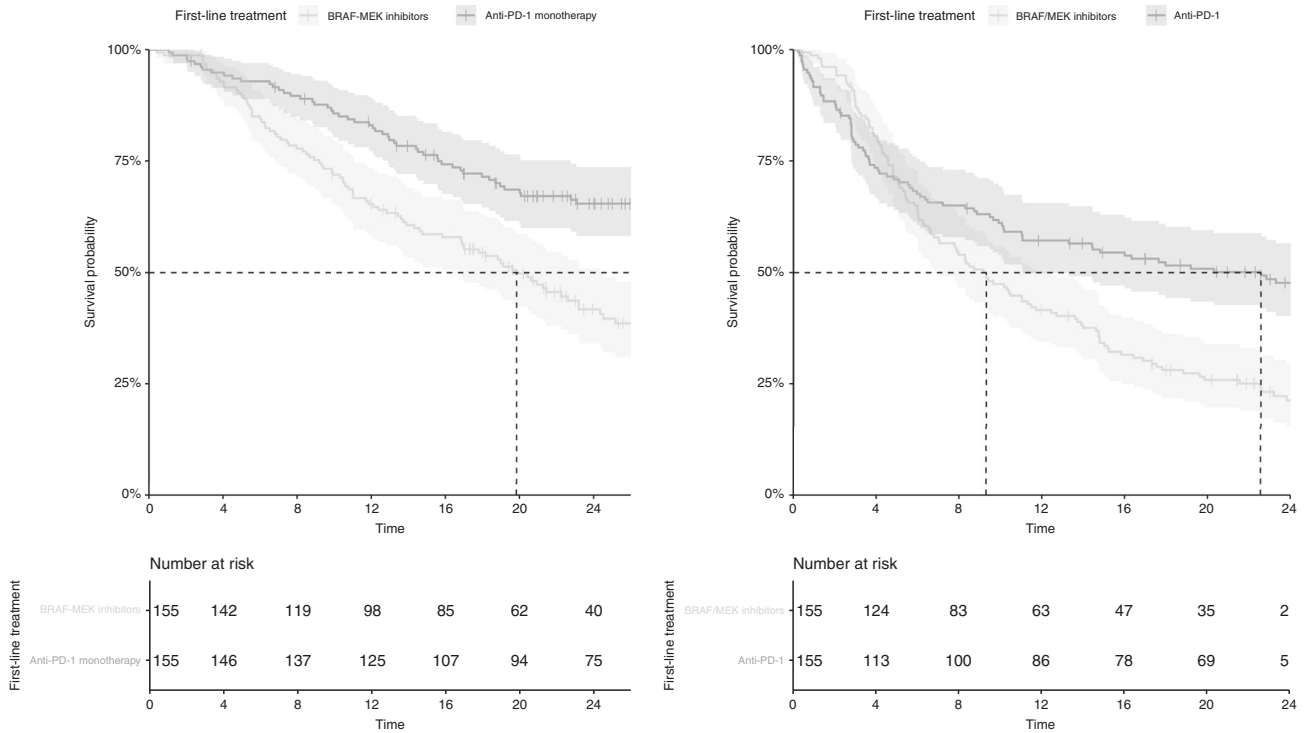 First-line treatment BRAF-MEK inhibitors Anti-PD-1 monotherapy
100%
75%
50%
25%
0%
Survival probability
0 4 8 12 16 20 24
Time
Number at risk
First-line treatment
BRAF-MEK inhibitors 155 142 119 98 85 62 40
Anti-PD-1 monotherapy 155 146 137 125 107 94 75
0 4 8 12 16 20 24
Time
First-line treatment BRAF/MEK inhibitors Anti-PD-1
100%
75%
50%
25%
0%
Survival probability
0 4 8 12 16 20 24
Time
Number at risk
First-line treatment
BRAF/MEK inhibitors 155 124 83 63 47 35 2
Anti-PD-1 155 113 100 86 78 69 5
0 4 8 12 16 20 24
Time